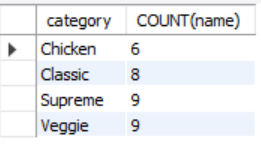 category COUNT(name)
Chicken 6
Classic 8
Supreme 9
Veggie 9